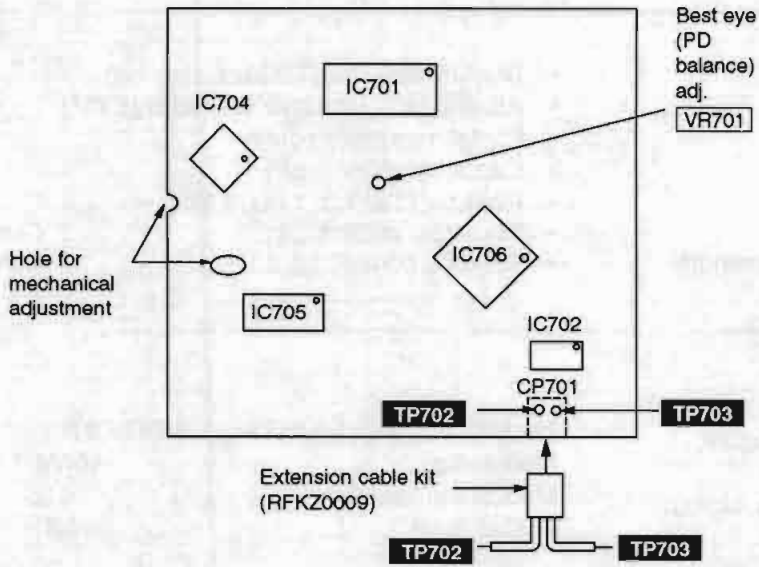 Best eye
(PD
balance)
adj.
VR701
IC701
IC704
IC706
Hole for
mechanical
adjustment
IC705
IC702
CP701
TP702
TP703
Extension cable kit
(RFKZ0009)
TP702
TP703